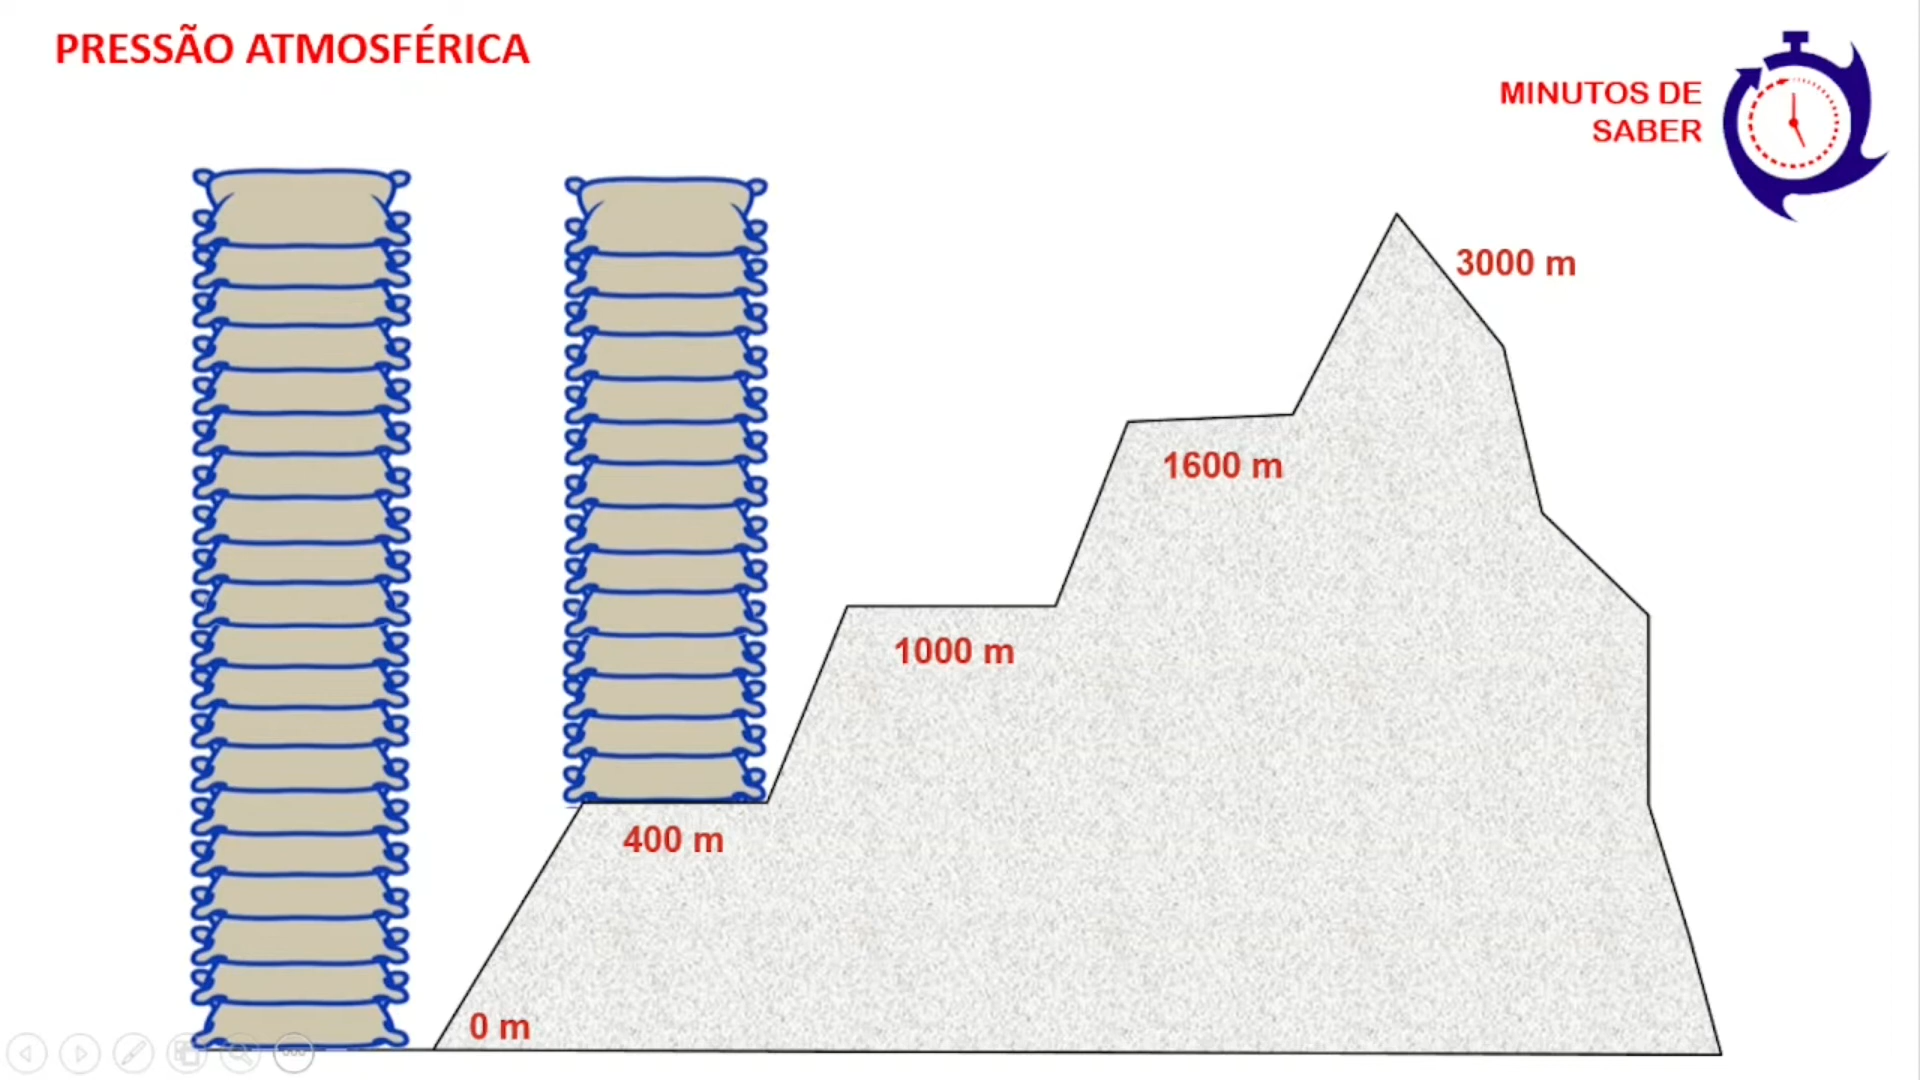 PRESSÃO ATMOSFÉRICA
MINUTOS DE
SABER
3000 m
1600 m
1000 m
400 m
0 m